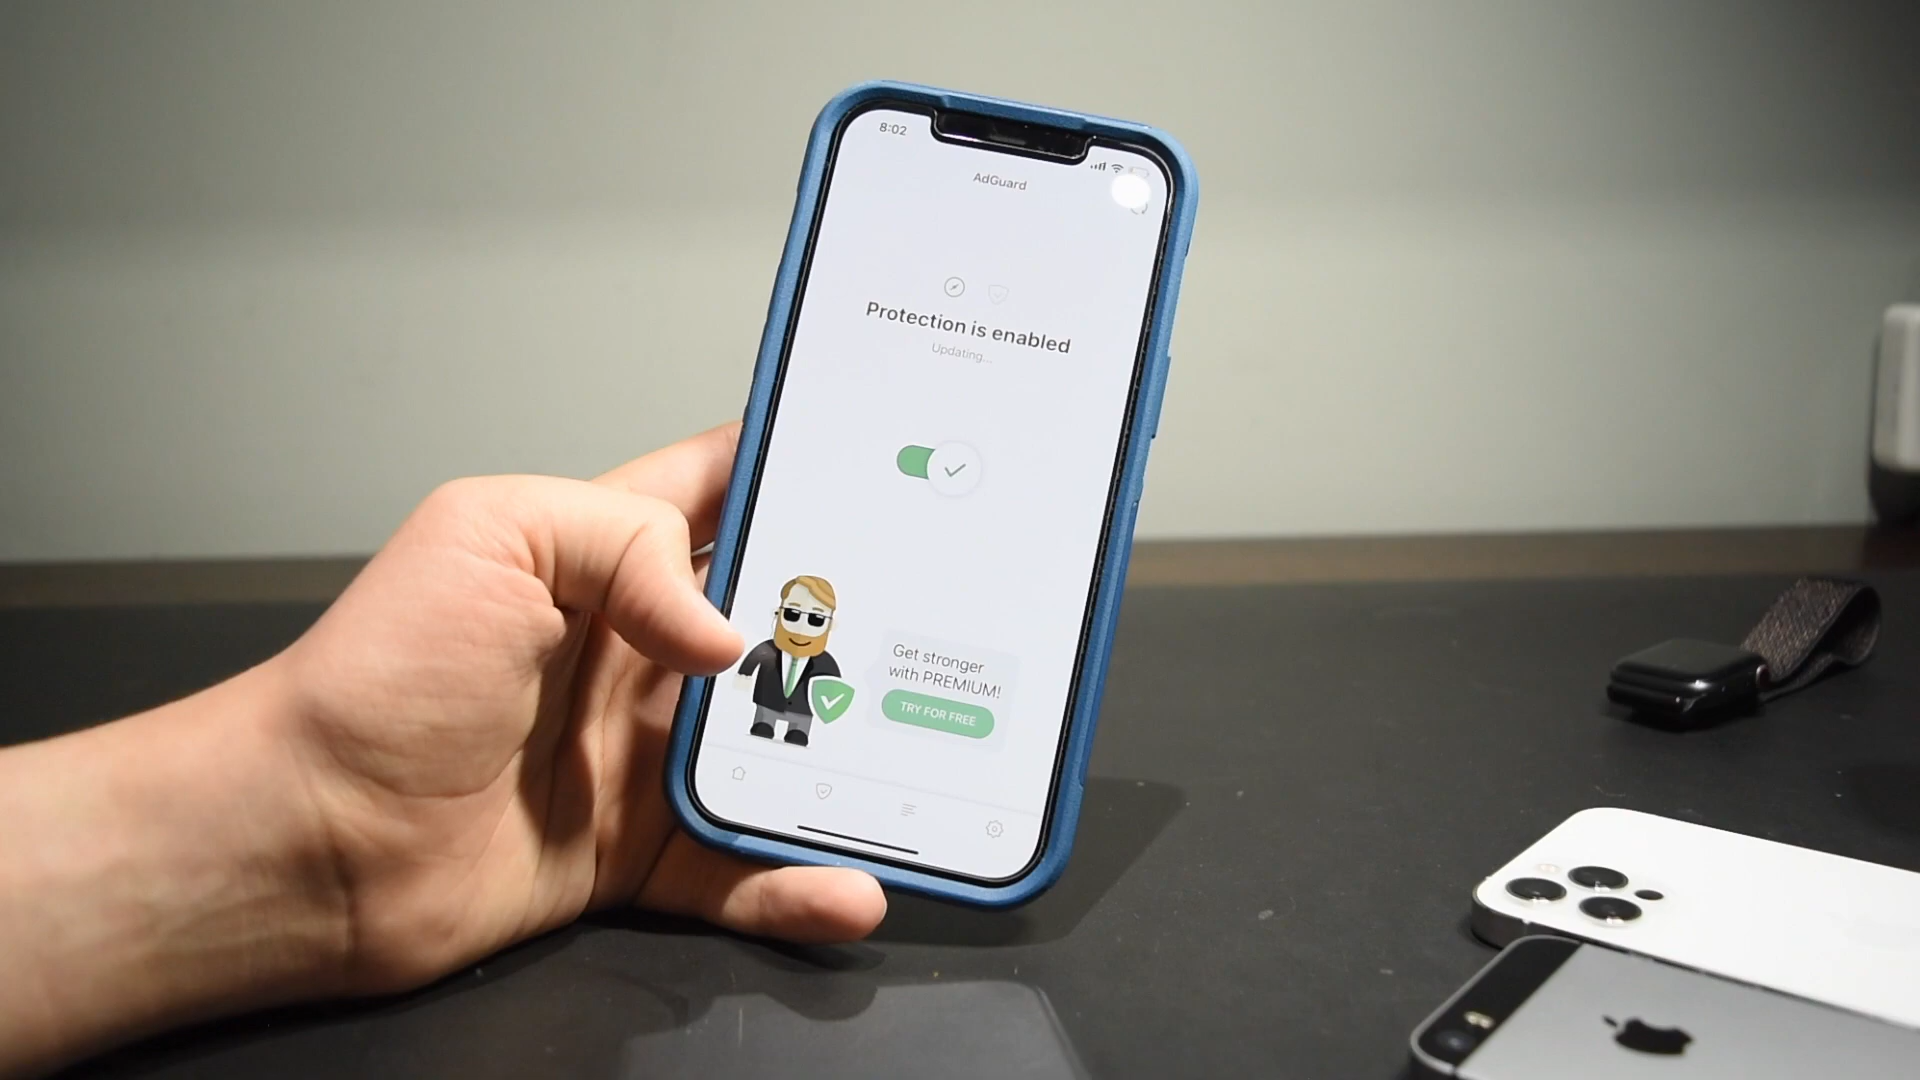 8:02
AdGuard
Protection is enabled
Updating...
Get stronger
with PREMIUM!
TRY FOR FREE